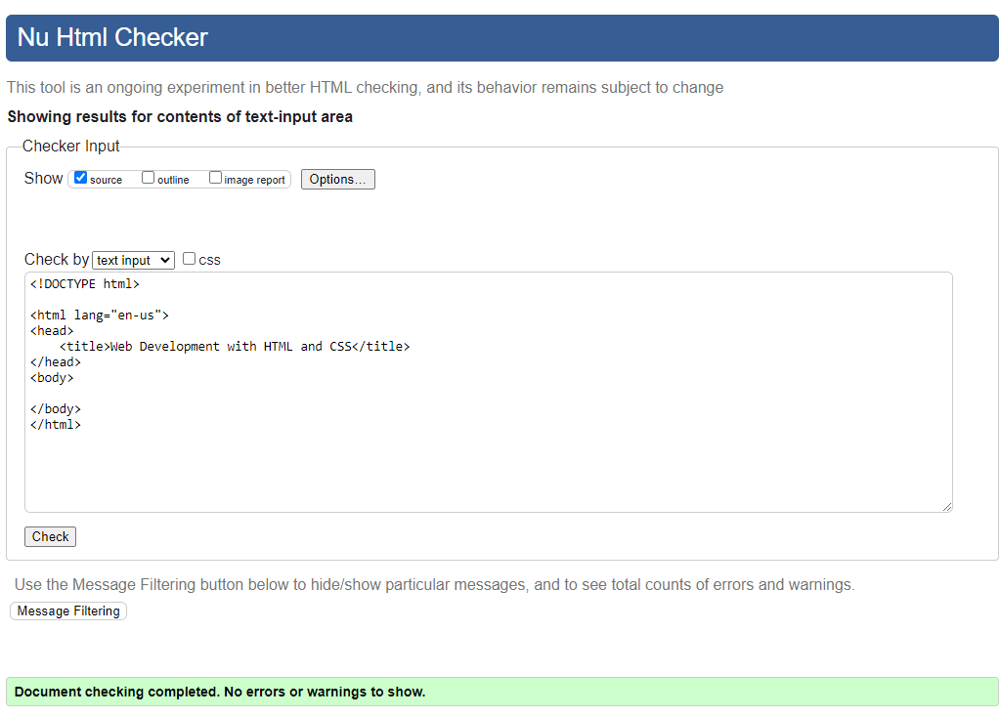 Nu Html Checker
This tool is an ongoing experiment in better HTML checking, and its behavior remains subject to change
Showing results for contents of text-input area
Checker Input
Show source outline image report Options...
Check by text input css
<!DOCTYPE html>
<html lang="en-us">
<head>
    <title>Web Development with HTML and CSS</title>
</head>
<body>
</body>
</html>
Check
Use the Message Filtering button below to hide/show particular messages, and to see total counts of errors and warnings.
Message Filtering
Document checking completed. No errors or warnings to show.